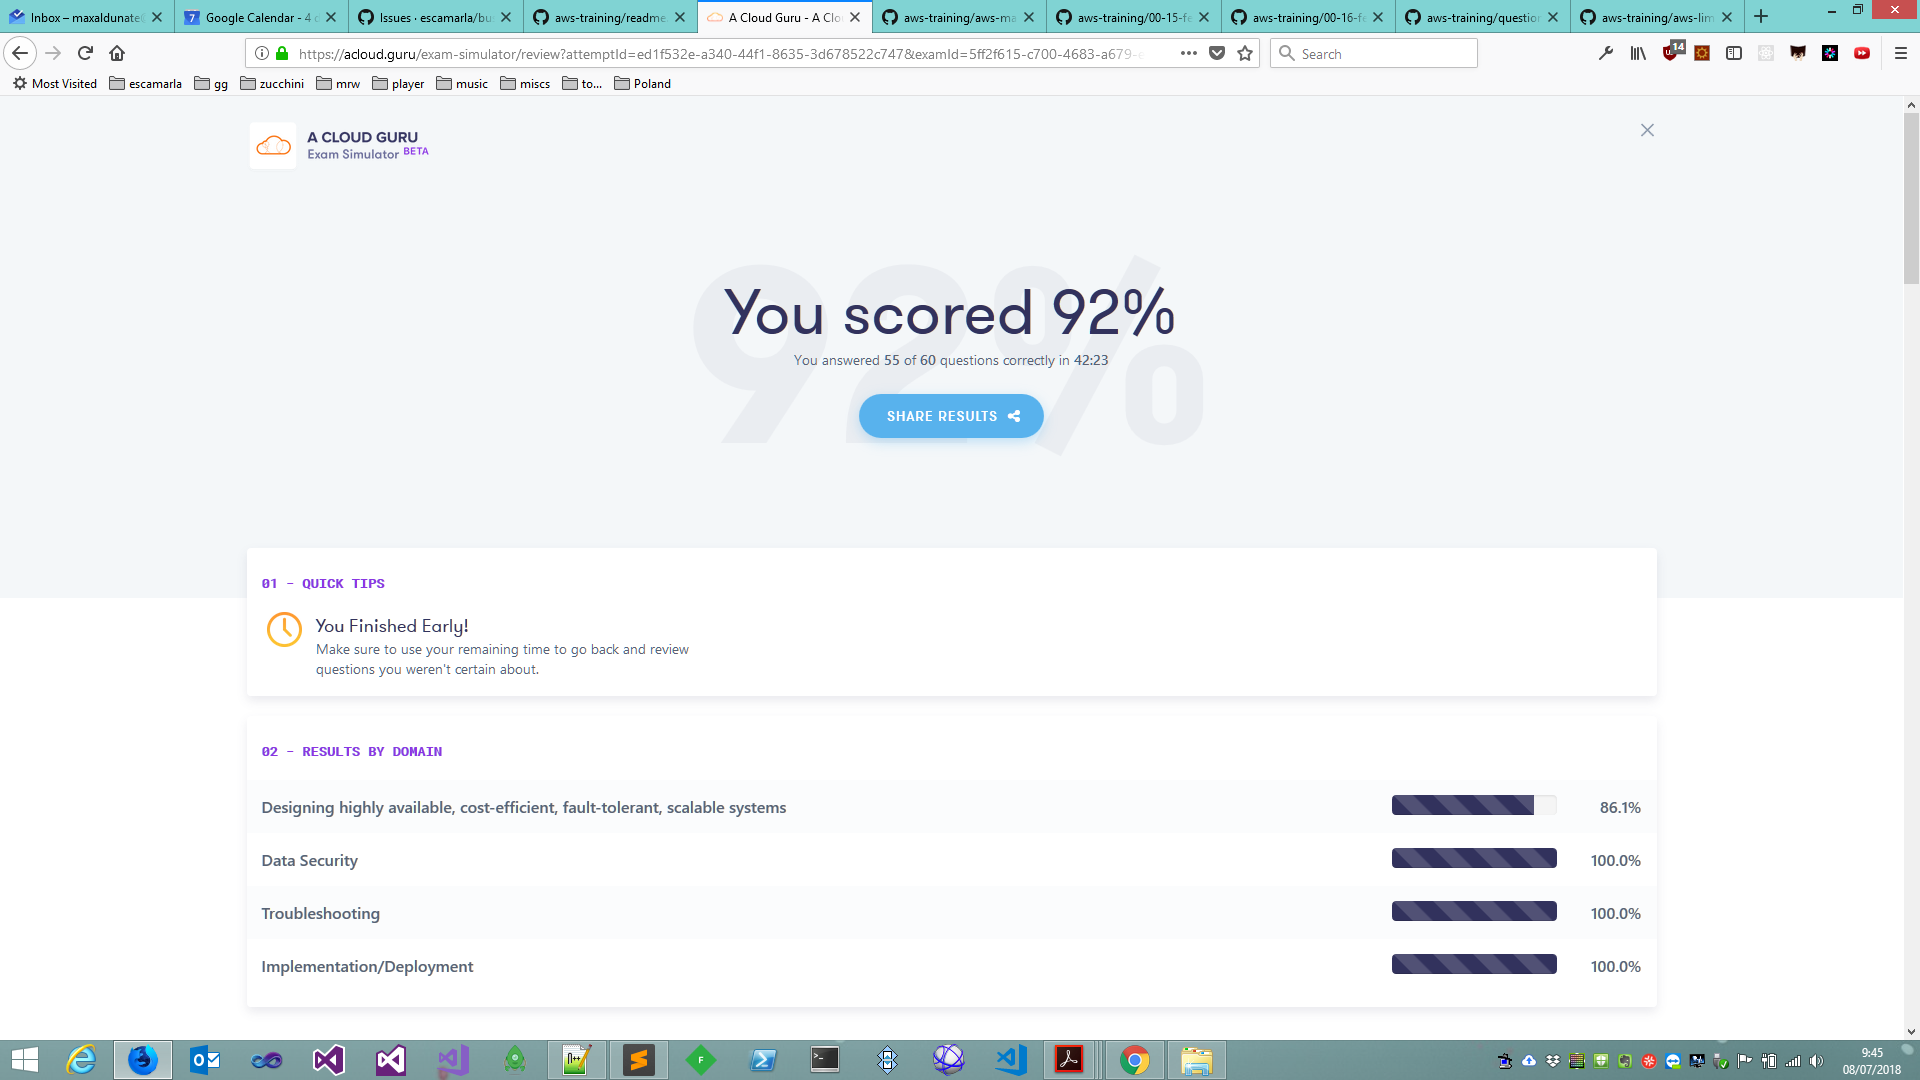 Inbox – maxaldunate
Google Calendar - 4
Issues · escamarla/bu
aws-training/readme.
A Cloud Guru - A Clo
aws-training/aws-ma
aws-training/00-15-fe
aws-training/00-16-fe
aws-training/question
aws-training/aws-lim
https://acloud.guru/exam-simulator/review?attemptId=ed1f532e-a340-44f1-8635-3d678522c747&examId=5ff2f615-c700-4683-a679-
Search
14
Most Visited escamarla gg zucchini mrw player music miscs to... Poland
A CLOUD GURU
Exam Simulator BETA
92%
You scored 92%
You answered 55 of 60 questions correctly in 42:23
SHARE RESULTS
01 - QUICK TIPS
You Finished Early!
Make sure to use your remaining time to go back and review
questions you weren't certain about.
02 - RESULTS BY DOMAIN
Designing highly available, cost-efficient, fault-tolerant, scalable systems 86.1%
Data Security 100.0%
Troubleshooting 100.0%
Implementation/Deployment 100.0%
9:45
08/07/2018